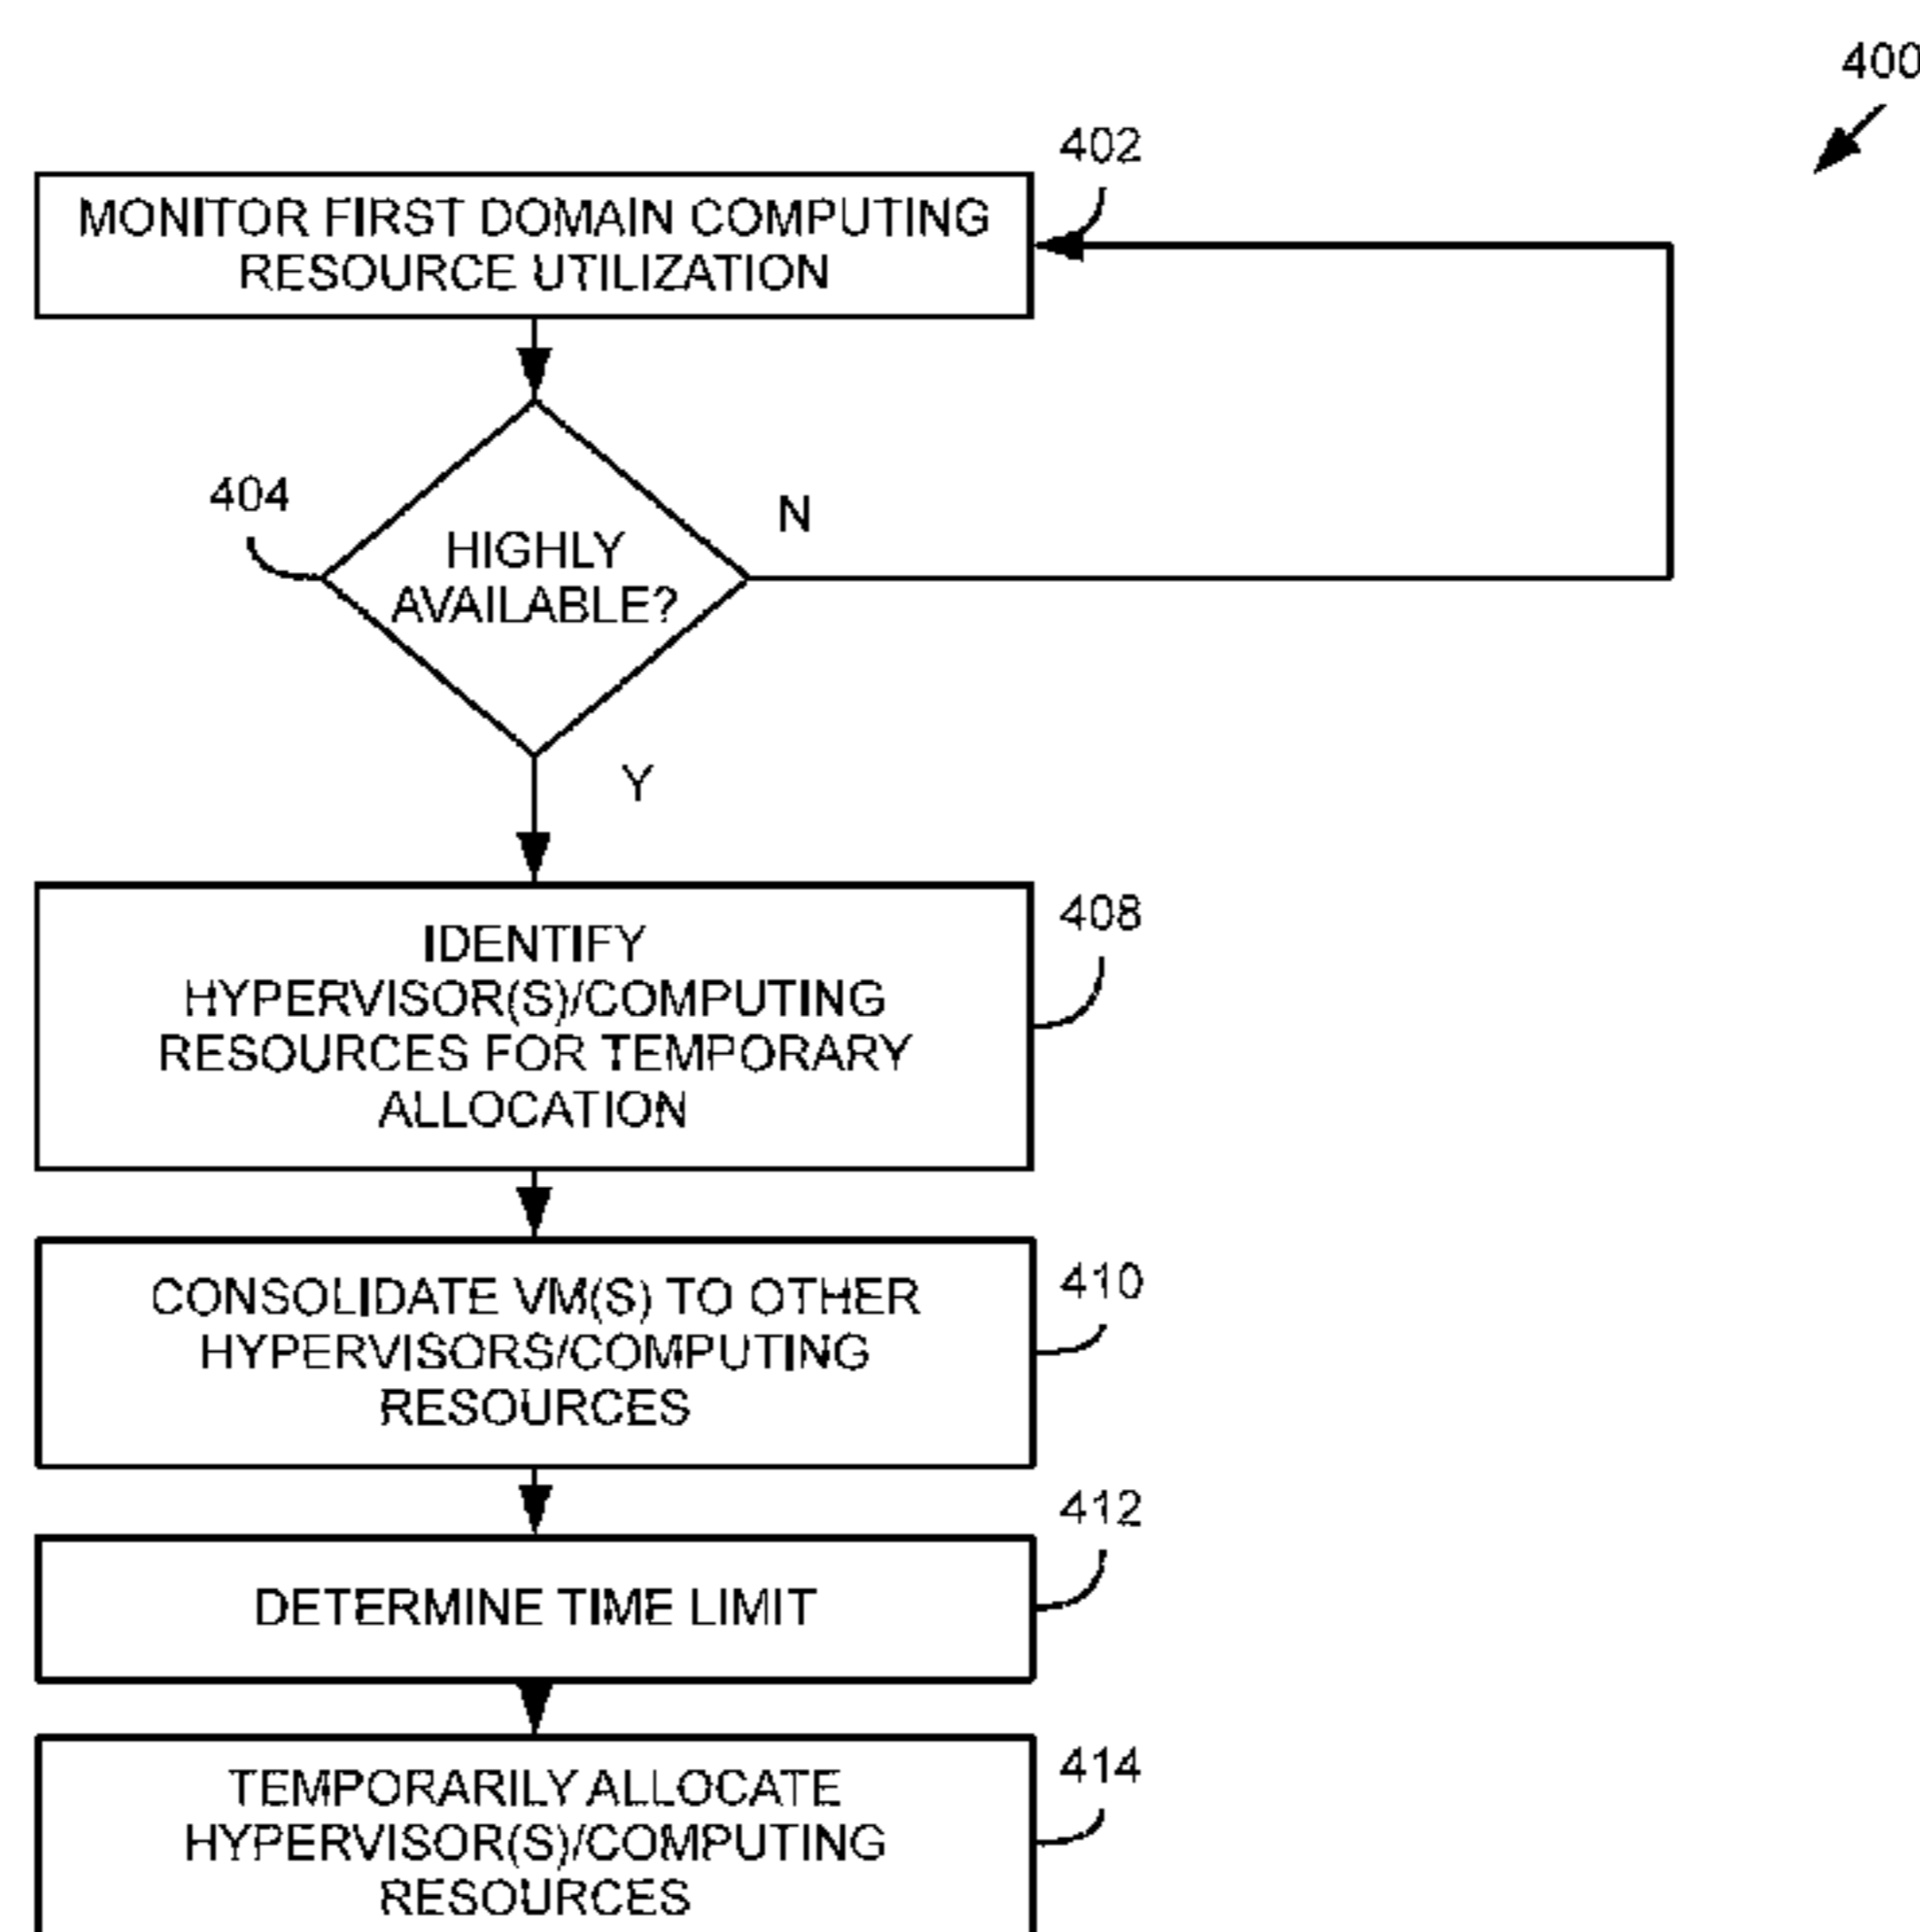 400
402
MONITOR FIRST DOMAIN COMPUTING
RESOURCE UTILIZATION
404
N
HIGHLY
AVAILABLE?
Y
408
IDENTIFY
HYPERVISOR(S)/COMPUTING
RESOURCES FOR TEMPORARY
ALLOCATION
410
CONSOLIDATE VM(S) TO OTHER
HYPERVISORS/COMPUTING
RESOURCES
412
DETERMINE TIME LIMIT
414
TEMPORARILY ALLOCATE
HYPERVISOR(S)/COMPUTING
RESOURCES